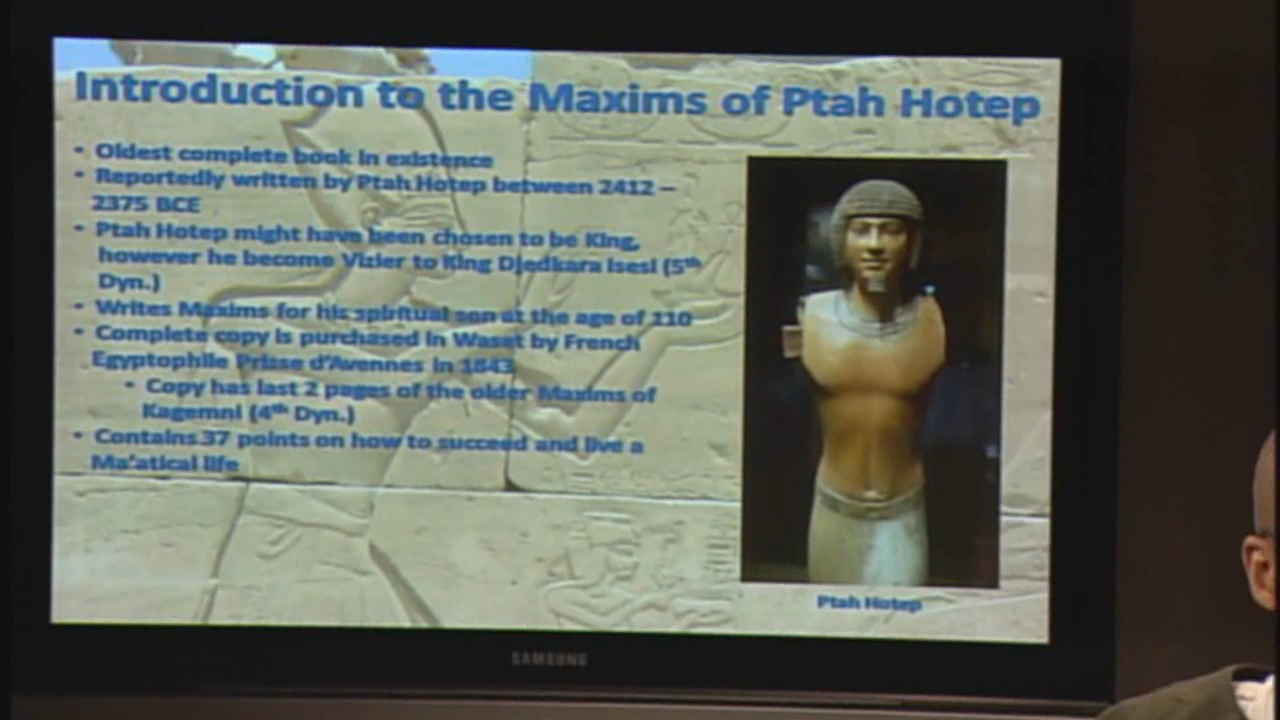 Introduction to the Maxims of Ptah Hotep
• Oldest complete book in existence
• Reportedly written by Ptah Hotep between 2412 –
2375 BCE
• Ptah Hotep might have been chosen to be King,
however he become Vizier to King Djedkara Isesi (5th
Dyn.)
• Writes Maxims for his spiritual son at the age of 110
• Complete copy is purchased in Waset by French
Egyptophile Prisse d'Avennes in 1843
• Copy has last 2 pages of the older Maxims of
Kagemni (4th Dyn.)
• Contains 37 points on how to succeed and live a
Ma'atical life
Ptah Hotep
SAMSUNG